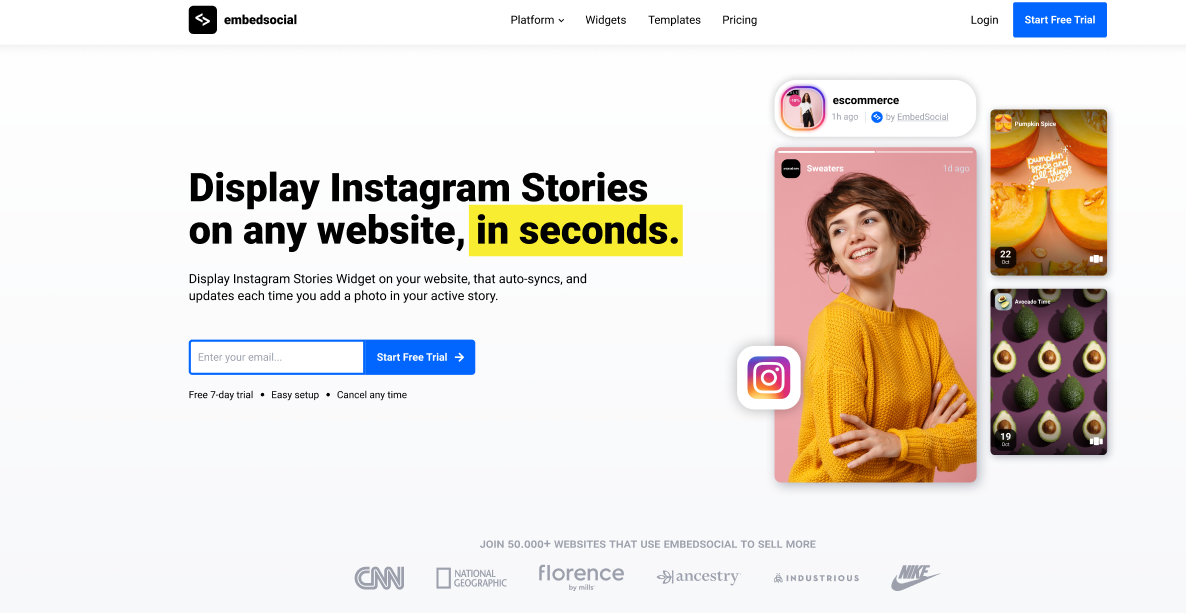 embedsocial
Platform
Widgets
Templates
Pricing
Login
Start Free Trial
escommerce
1h ago
by EmbedSocial
Display Instagram Stories
on any website, in seconds.
Display Instagram Stories Widget on your website, that auto-syncs, and
updates each time you add a photo in your active story.
Enter your email...
Start Free Trial
Free 7-day trial • Easy setup • Cancel any time
Sweaters
1d ago
Pumpkin Spice
pumpkin
spice and
all things
nice
22
Oct
Avocado Time
19
Oct
JOIN 50.000+ WEBSITES THAT USE EMBEDSOCIAL TO SELL MORE
CNN
NATIONAL
GEOGRAPHIC
florence
by mills
ancestry
INDUSTRIOUS
NIKE